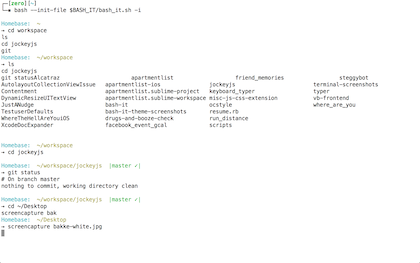 ┌─[zero][~]
└─▪ bash --init-file $BASH_IT/bash_it.sh -i

Homebase: ~
→ cd workspace
ls
cd jockeyjs
git
Homebase: ~/workspace
→ ls
cd jockeyjs
git statusAlcatraz apartmentlist friend_memories steggybot
AutolayoutCollectionViewIssue apartmentlist-ios jockeyjs terminal-screenshots
Contentment apartmentlist.sublime-project keyboard_typer typer
DynamicResizeUITextView apartmentlist.sublime-workspace misc-js-css-extension vb-frontend
JustANudge bash-it ocstyle where_are_you
TestuserDefaults bash-it-theme-screenshots resume.rb
WhereTheHellAreYouiOS drugs-and-booze-check run_distance
XcodeDocExpander facebook_event_gcal scripts

Homebase: ~/workspace
→ cd jockeyjs

Homebase: ~/workspace/jockeyjs |master ✓|
→ git status
# On branch master
nothing to commit, working directory clean

Homebase: ~/workspace/jockeyjs |master ✓|
→ cd ~/Desktop
screencapture bak
Homebase: ~/Desktop
→ screencapture bakke-white.jpg